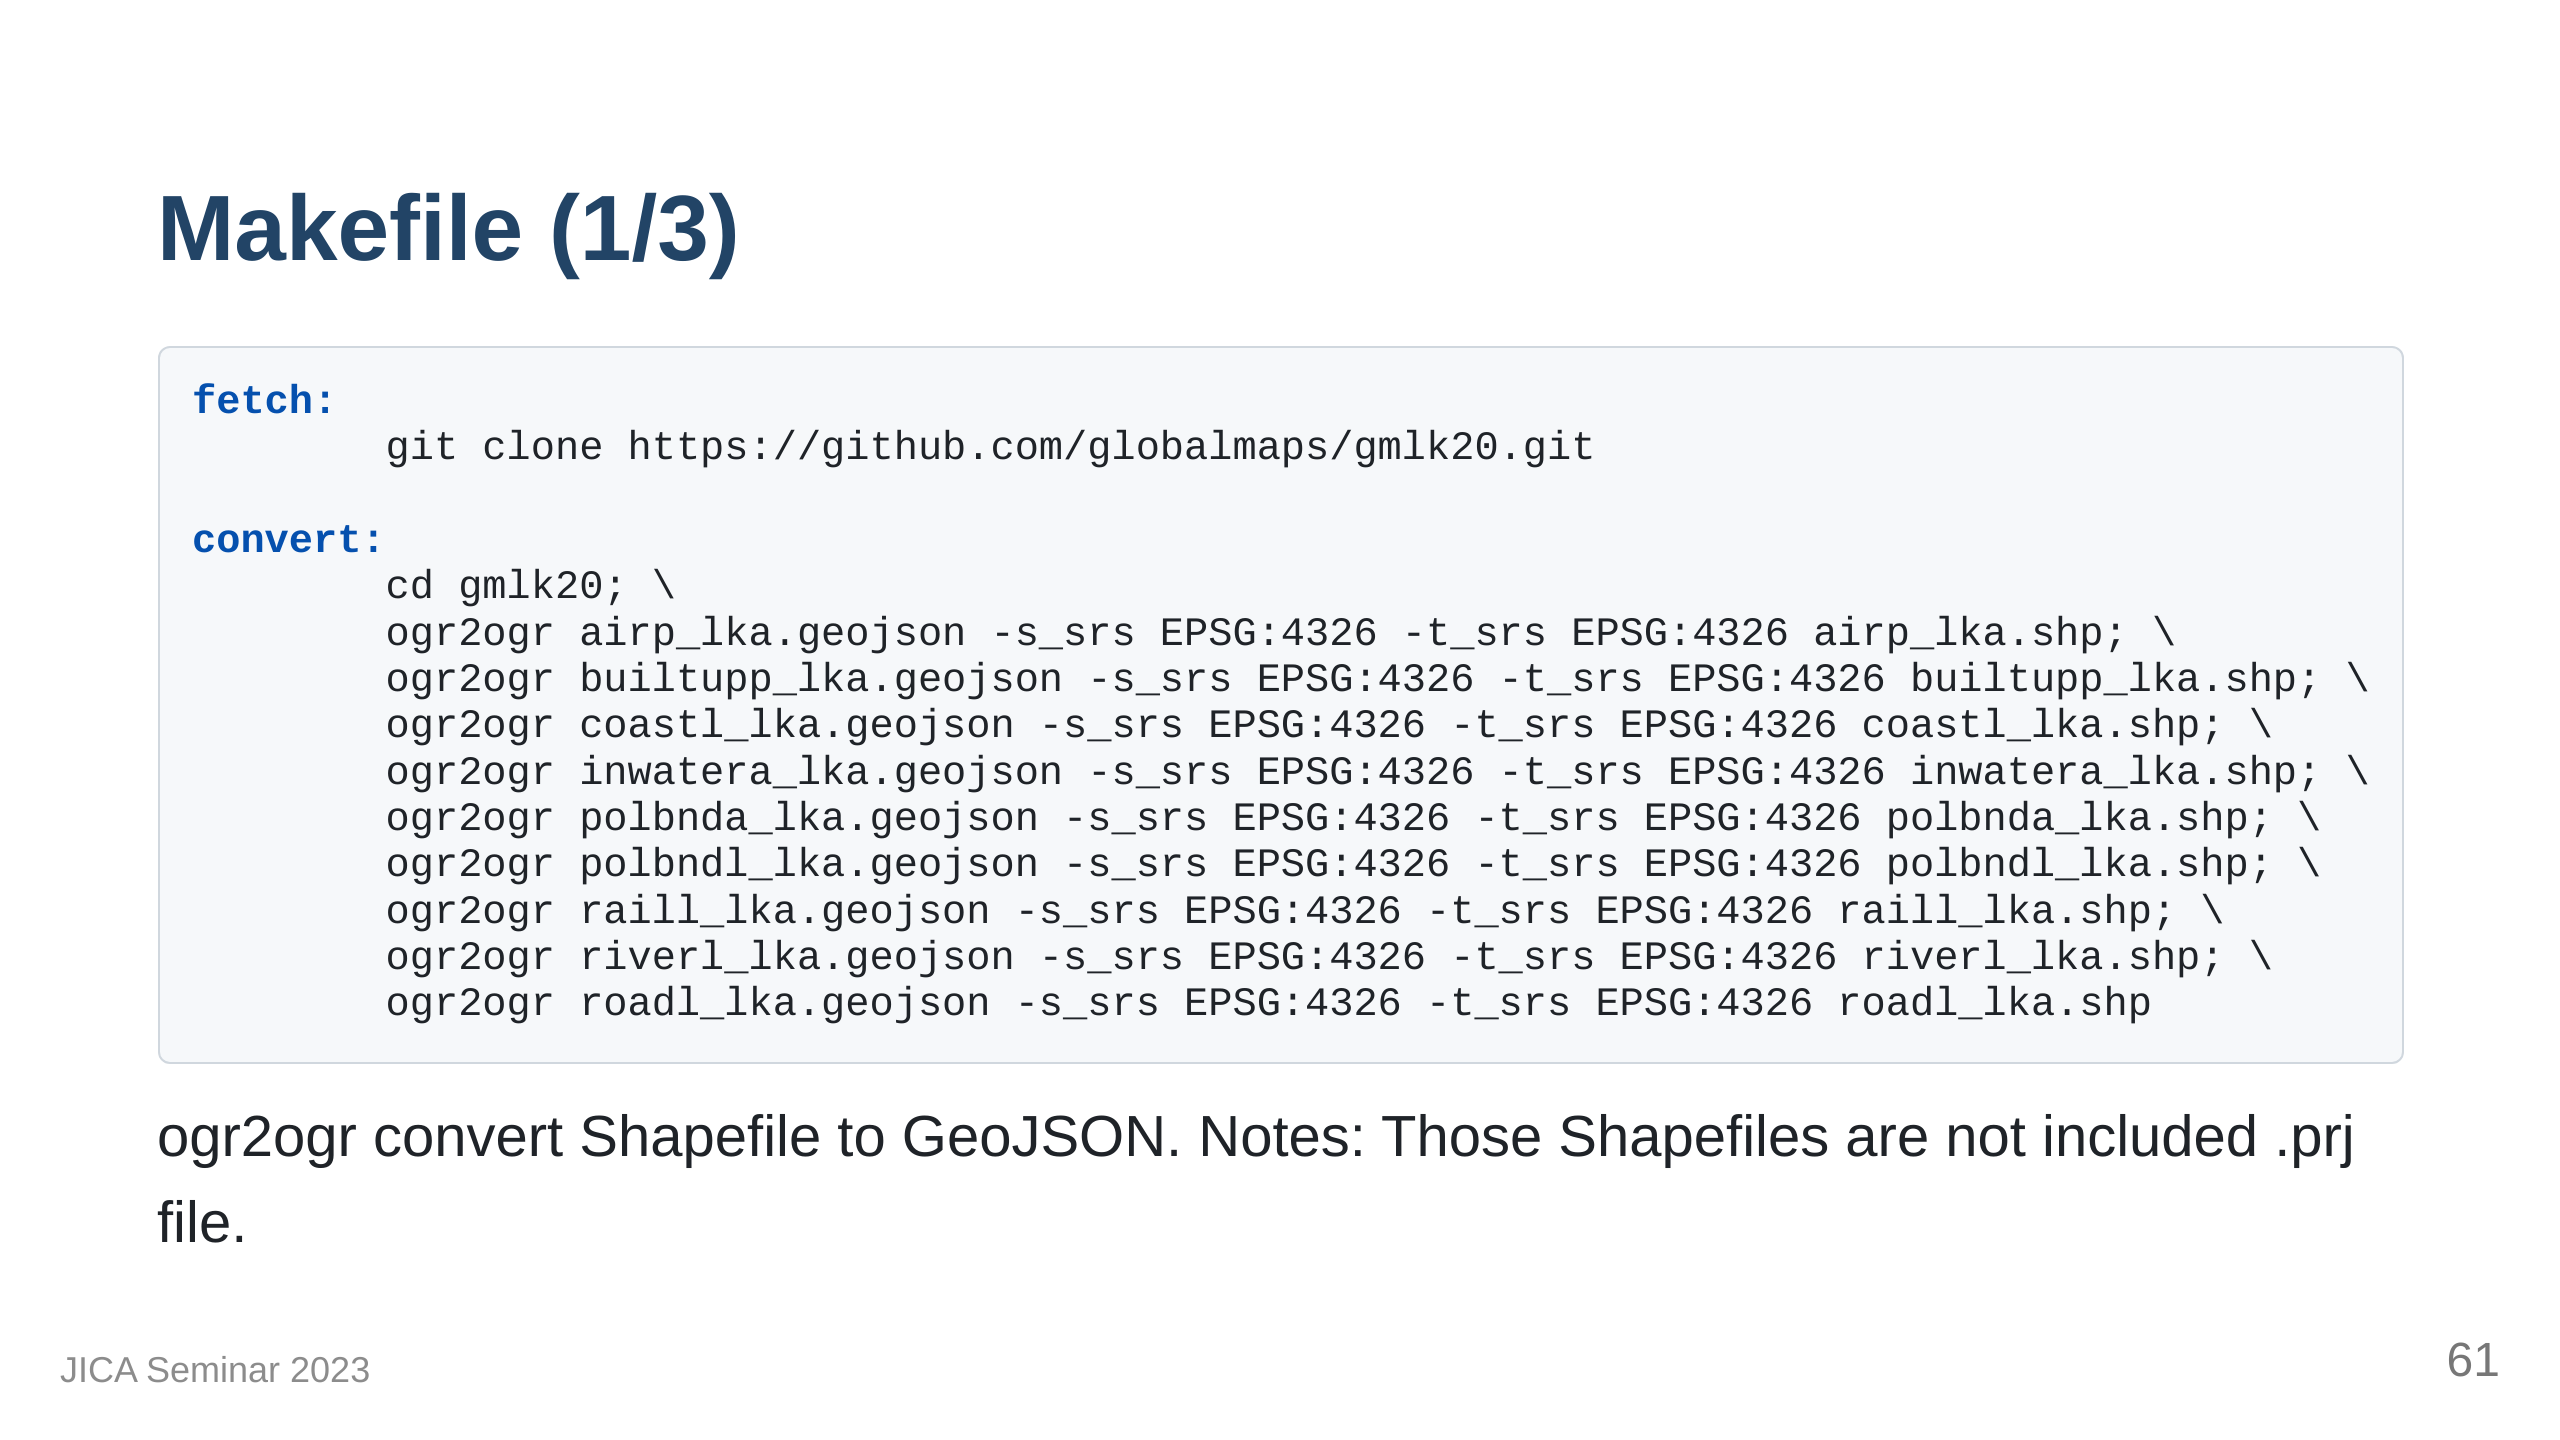 Makefile (1/3)
fetch:
        git clone https://github.com/globalmaps/gmlk20.git

convert:
        cd gmlk20; \
        ogr2ogr airp_lka.geojson -s_srs EPSG:4326 -t_srs EPSG:4326 airp_lka.shp; \
        ogr2ogr builtupp_lka.geojson -s_srs EPSG:4326 -t_srs EPSG:4326 builtupp_lka.shp; \
        ogr2ogr coastl_lka.geojson -s_srs EPSG:4326 -t_srs EPSG:4326 coastl_lka.shp; \
        ogr2ogr inwatera_lka.geojson -s_srs EPSG:4326 -t_srs EPSG:4326 inwatera_lka.shp; \
        ogr2ogr polbnda_lka.geojson -s_srs EPSG:4326 -t_srs EPSG:4326 polbnda_lka.shp; \
        ogr2ogr polbndl_lka.geojson -s_srs EPSG:4326 -t_srs EPSG:4326 polbndl_lka.shp; \
        ogr2ogr raill_lka.geojson -s_srs EPSG:4326 -t_srs EPSG:4326 raill_lka.shp; \
        ogr2ogr riverl_lka.geojson -s_srs EPSG:4326 -t_srs EPSG:4326 riverl_lka.shp; \
        ogr2ogr roadl_lka.geojson -s_srs EPSG:4326 -t_srs EPSG:4326 roadl_lka.shp
ogr2ogr convert Shapefile to GeoJSON. Notes: Those Shapefiles are not included .prj
file.
JICA Seminar 2023
61